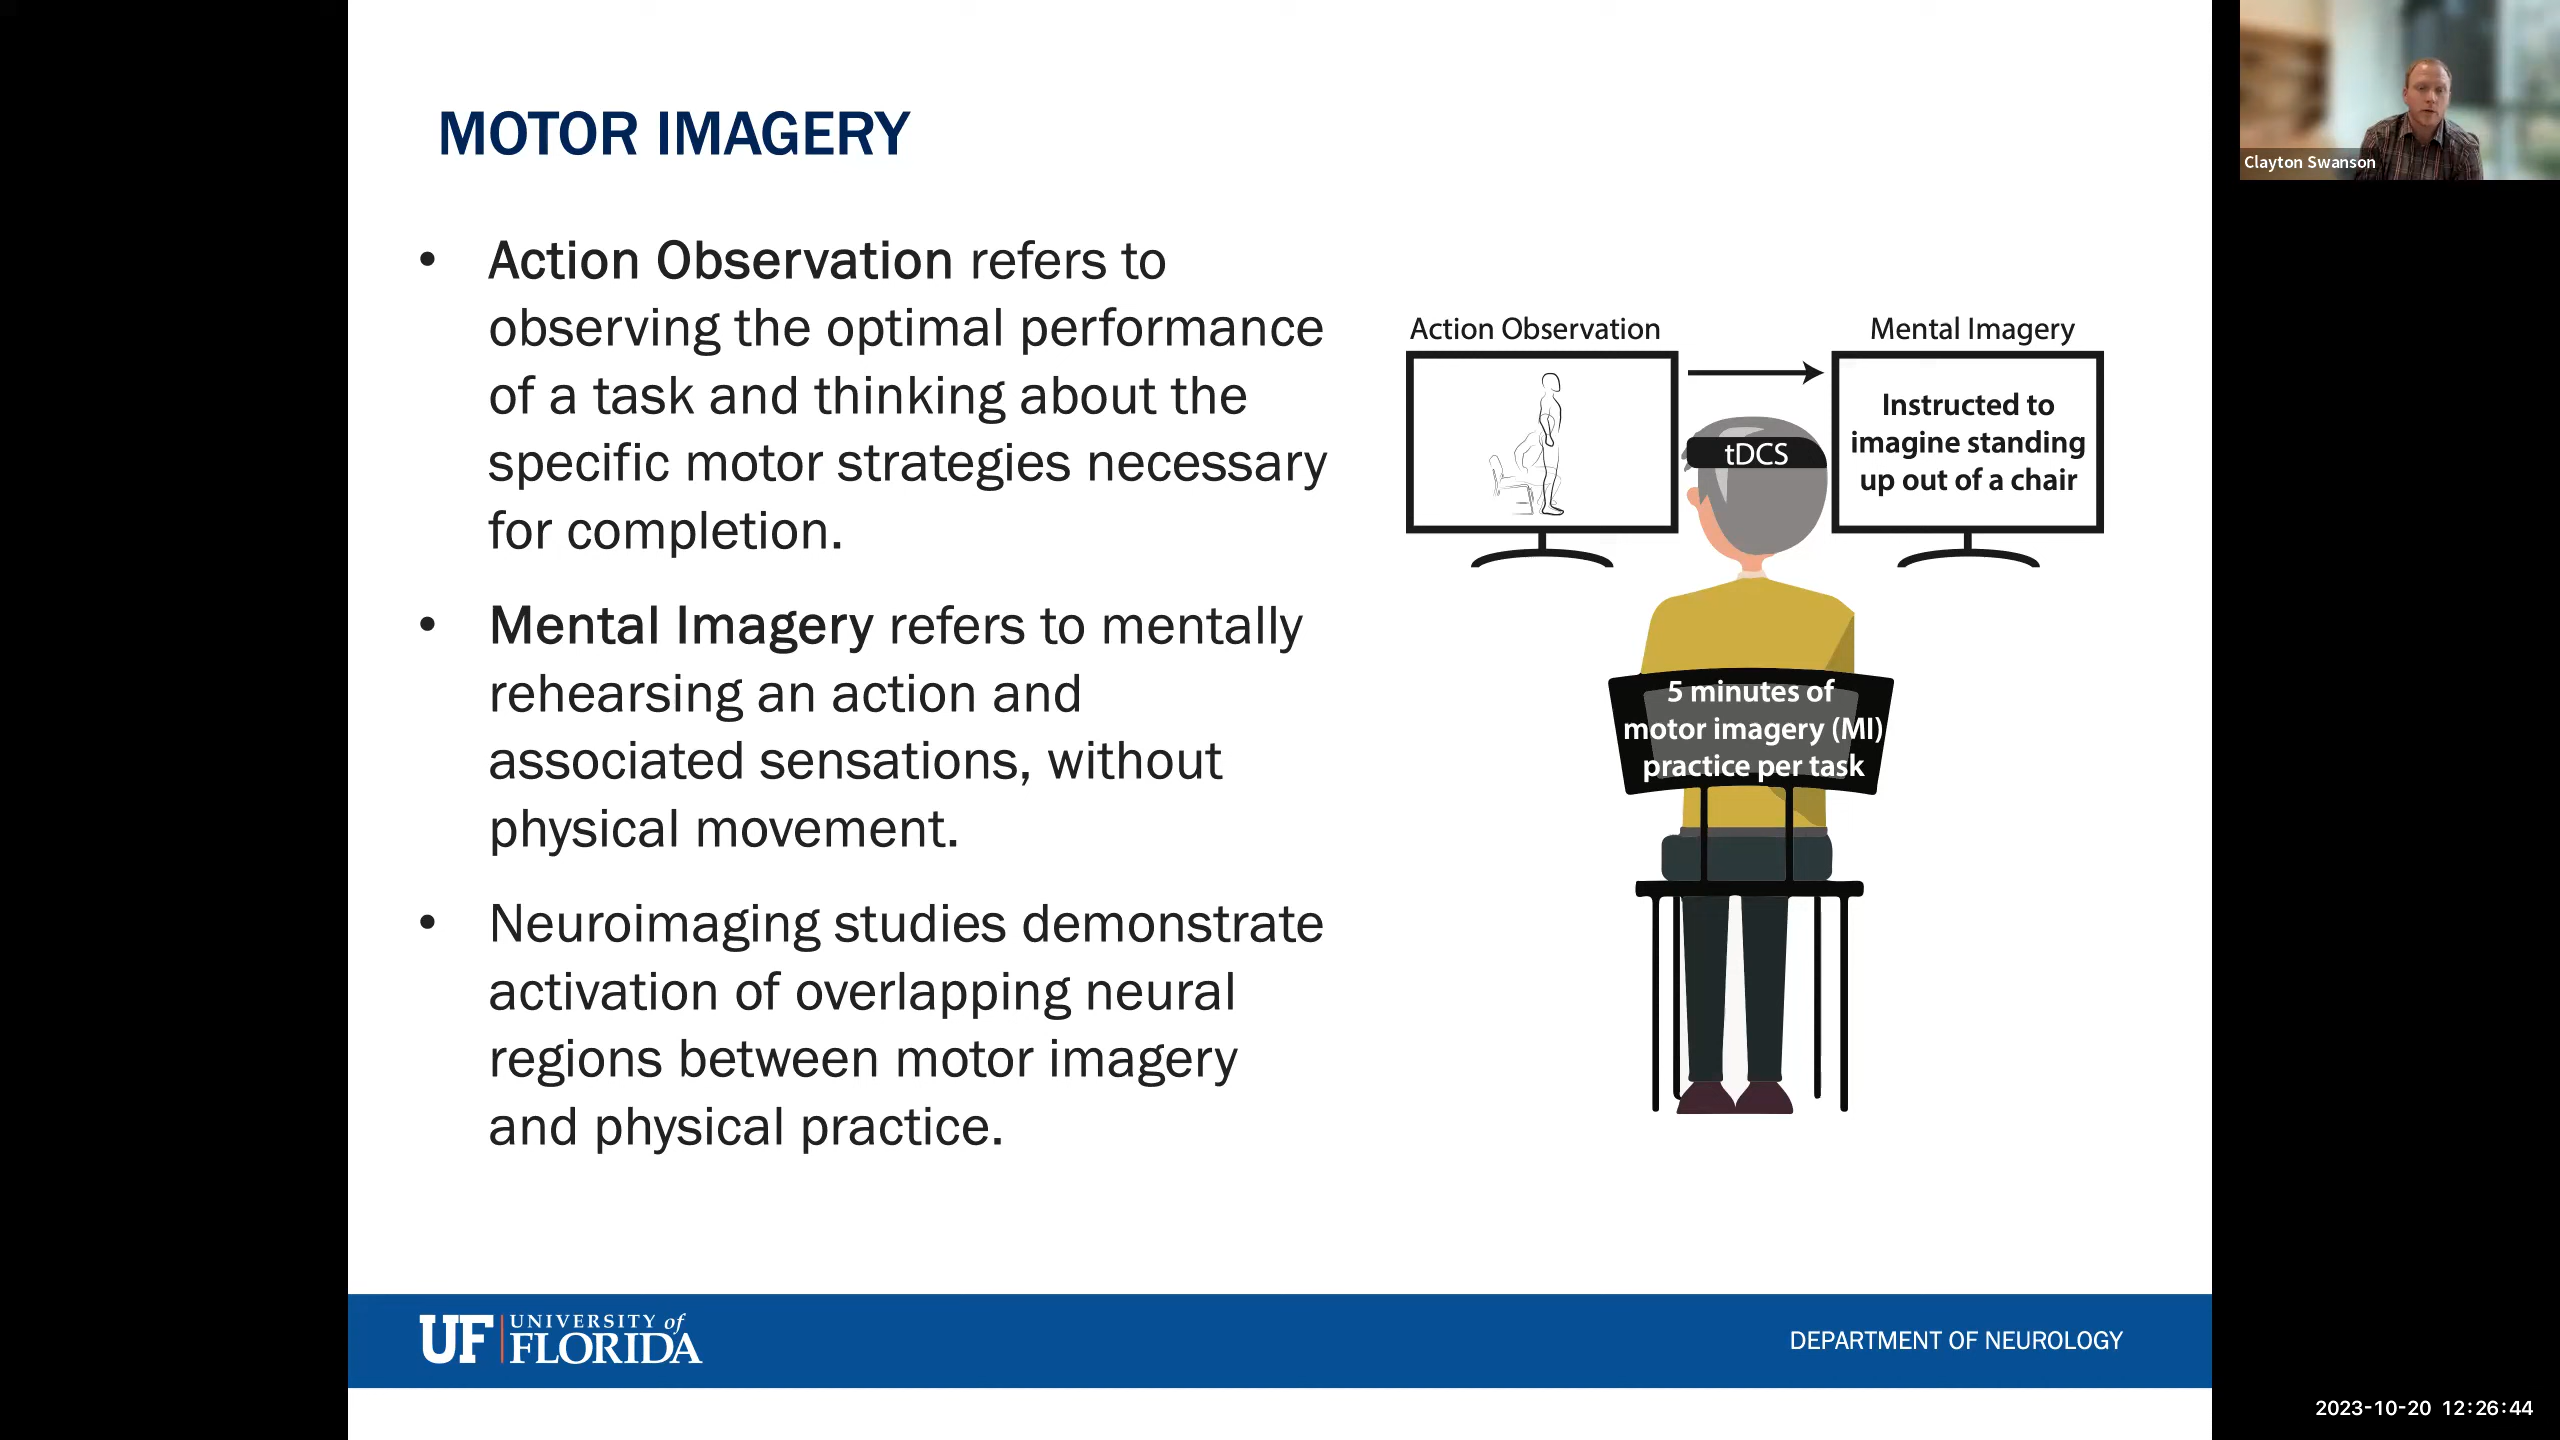 MOTOR IMAGERY
• Action Observation refers to
observing the optimal performance
of a task and thinking about the
specific motor strategies necessary
for completion.
• Mental Imagery refers to mentally
rehearsing an action and
associated sensations, without
physical movement.
• Neuroimaging studies demonstrate
activation of overlapping neural
regions between motor imagery
and physical practice.
Action Observation
Mental Imagery
Instructed to
imagine standing
up out of a chair
tDCS
5 minutes of
motor imagery (MI)
practice per task
UF
UNIVERSITY of
FLORIDA
DEPARTMENT OF NEUROLOGY
Clayton Swanson
2023-10-20 12:26:44